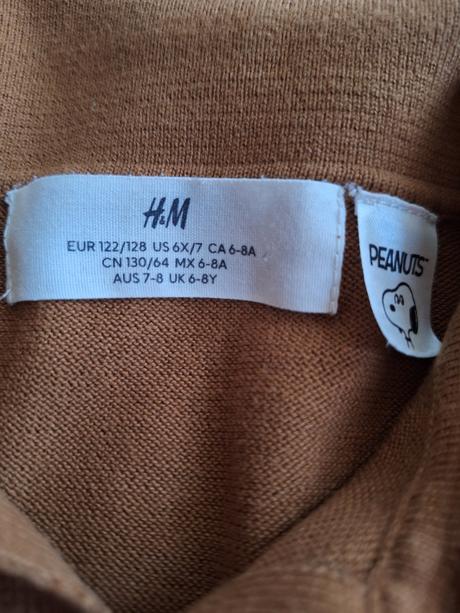 H&M
EUR 122/128 US 6X/7 CA 6-8A
CN 130/64 MX 6-8A
AUS 7-8 UK 6-8Y
PEANUTS™